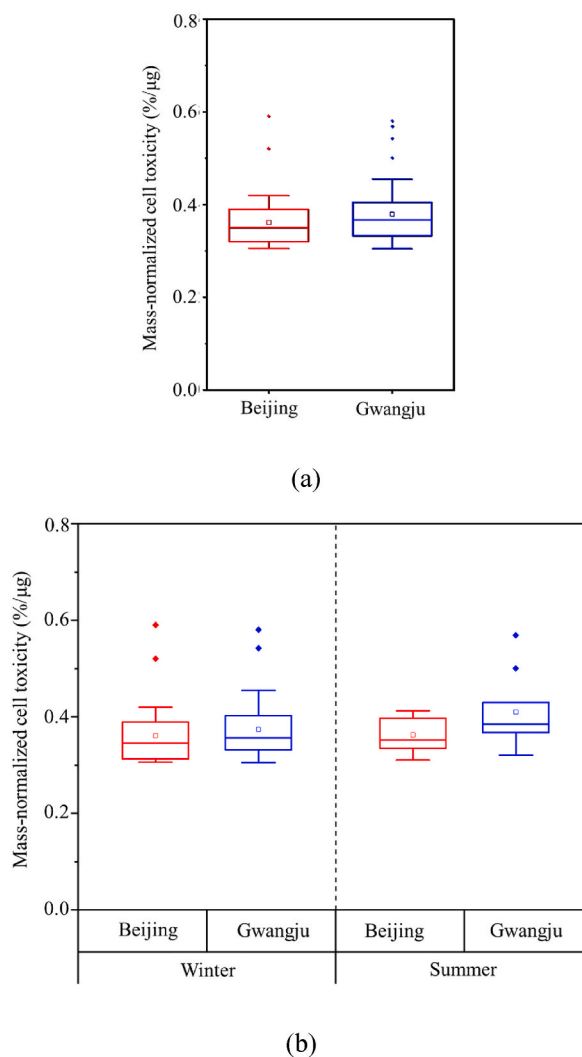 Mass-normalized cell toxicity (%/µg)
0.8
0.6
0.4
0.2
0.0
Beijing Gwangju
(a)
Mass-normalized cell toxicity (%/µg)
0.8
0.6
0.4
0.2
0.0
Beijing Gwangju Beijing Gwangju
Winter Summer
(b)